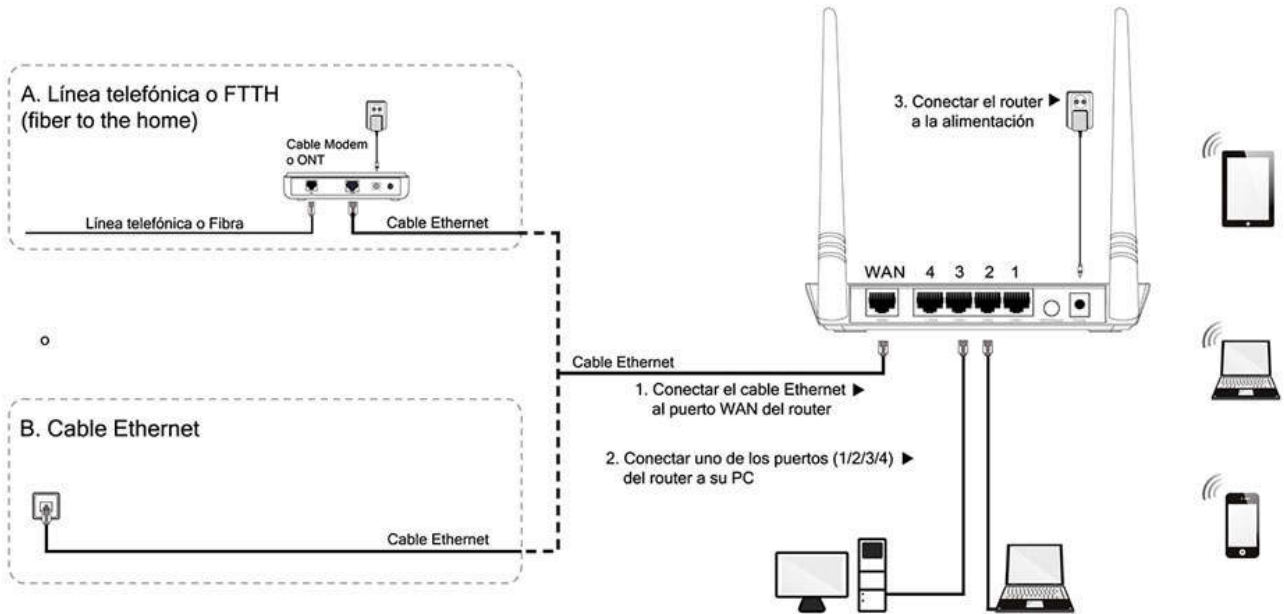 A. Línea telefónica o FTTH
(fiber to the home)
Cable Modem
o ONT
Línea telefónica o Fibra
Cable Ethernet
o
B. Cable Ethernet
Cable Ethernet
Cable Ethernet
1. Conectar el cable Ethernet ▶
al puerto WAN del router
2. Conectar uno de los puertos (1/2/3/4) ▶
del router a su PC
3. Conectar el router ▶
a la alimentación
WAN 4 3 2 1